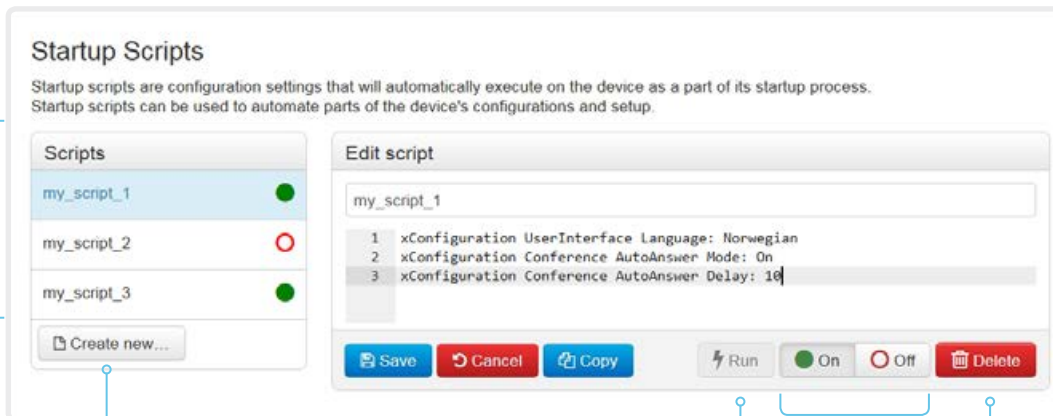 Startup Scripts
Startup scripts are configuration settings that will automatically execute on the device as a part of its startup process.
Startup scripts can be used to automate parts of the device's configurations and setup.
Scripts
my_script_1
my_script_2
my_script_3
Create new...
Edit script
my_script_1
1 xConfiguration UserInterface Language: Norwegian
2 xConfiguration Conference AutoAnswer Mode: On
3 xConfiguration Conference AutoAnswer Delay: 10
Save Cancel Copy Run On Off Delete